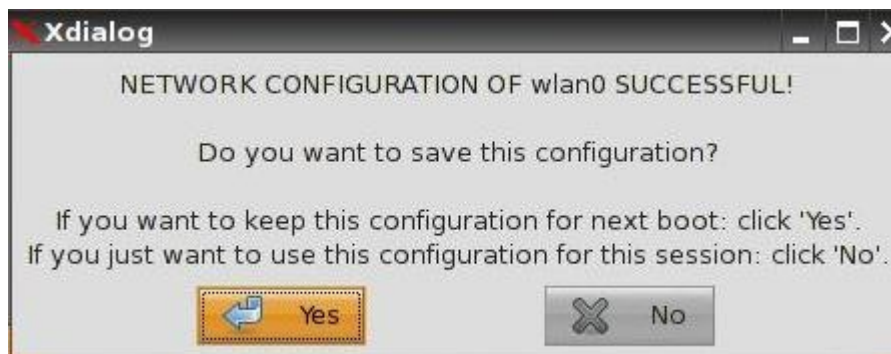 Xdialog
NETWORK CONFIGURATION OF wlan0 SUCCESSFUL!
Do you want to save this configuration?
If you want to keep this configuration for next boot: click 'Yes'.
If you just want to use this configuration for this session: click 'No'.
Yes No